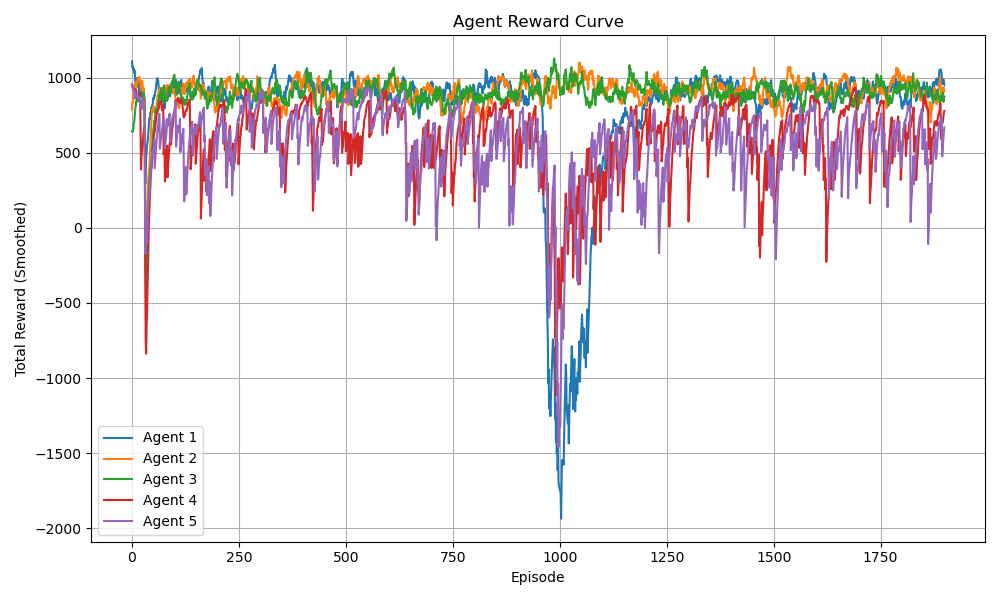 Agent Reward Curve
Total Reward (Smoothed)
1000
500
0
−500
−1000
−1500
−2000
Agent 1
Agent 2
Agent 3
Agent 4
Agent 5
0 250 500 750 1000 1250 1500 1750
Episode